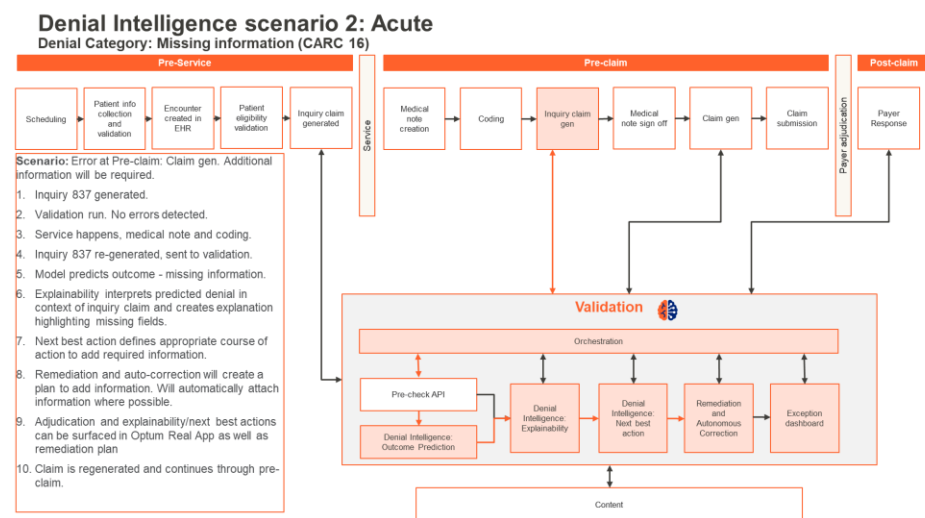 Denial Intelligence scenario 2: Acute
Denial Category: Missing information (CARC 16)
Pre-Service
Pre-claim
Post-claim
Scheduling
Patient info
collection
and
validation
Encounter
created in
EHR
Patient
eligibility
validation
Inquiry claim
generated
Service
Medical
note
creation
Coding
Inquiry claim
gen
Medical
note sign off
Claim gen
Claim
submission
Payer adjudication
Payer
Response
Scenario: Error at Pre-claim: Claim gen. Additional
information will be required.
1. Inquiry 837 generated.
2. Validation run. No errors detected.
3. Service happens, medical note and coding.
4. Inquiry 837 re-generated, sent to validation.
5. Model predicts outcome - missing information.
6. Explainability interprets predicted denial in
context of inquiry claim and creates explanation
highlighting missing fields.
7. Next best action defines appropriate course of
action to add required information.
8. Remediation and auto-correction will create a
plan to add information. Will automatically attach
information where possible.
9. Adjudication and explainability/next best actions
can be surfaced in Optum Real App as well as
remediation plan
10. Claim is regenerated and continues through pre-
claim.
Validation
Orchestration
Pre-check API
Denial Intelligence:
Outcome Prediction
Denial
Intelligence:
Explainability
Denial
Intelligence:
Next best
action
Remediation
and
Autonomous
Correction
Exception
dashboard
Content